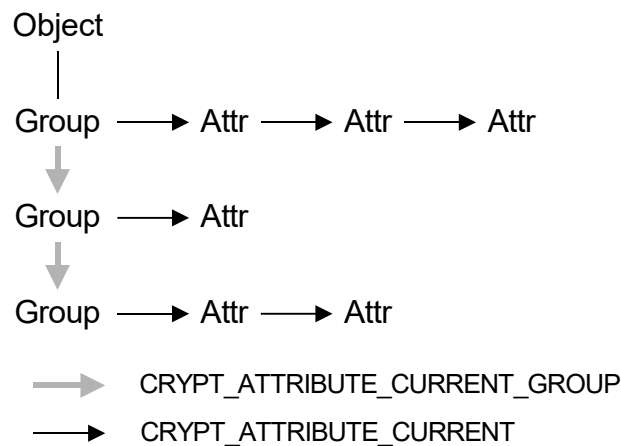 Object
Group Attr Attr Attr
Group Attr
Group Attr Attr
CRYPT_ATTRIBUTE_CURRENT_GROUP
CRYPT_ATTRIBUTE_CURRENT